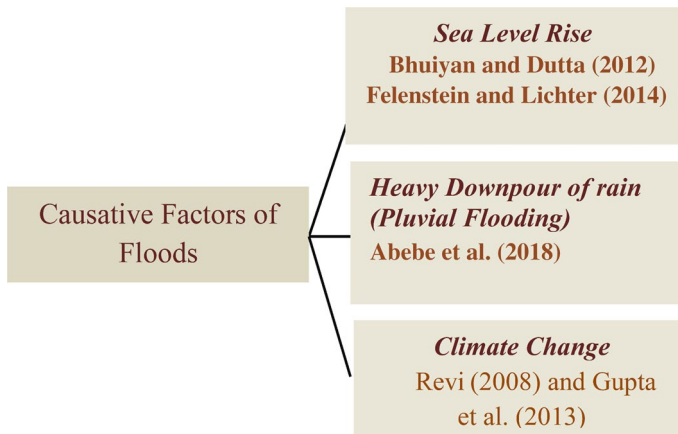 Causative Factors of
Floods
Sea Level Rise
Bhuiyan and Dutta (2012)
Felenstein and Lichter (2014)
Heavy Downpour of rain
(Pluvial Flooding)
Abebe et al. (2018)
Climate Change
Revi (2008) and Gupta
et al. (2013)